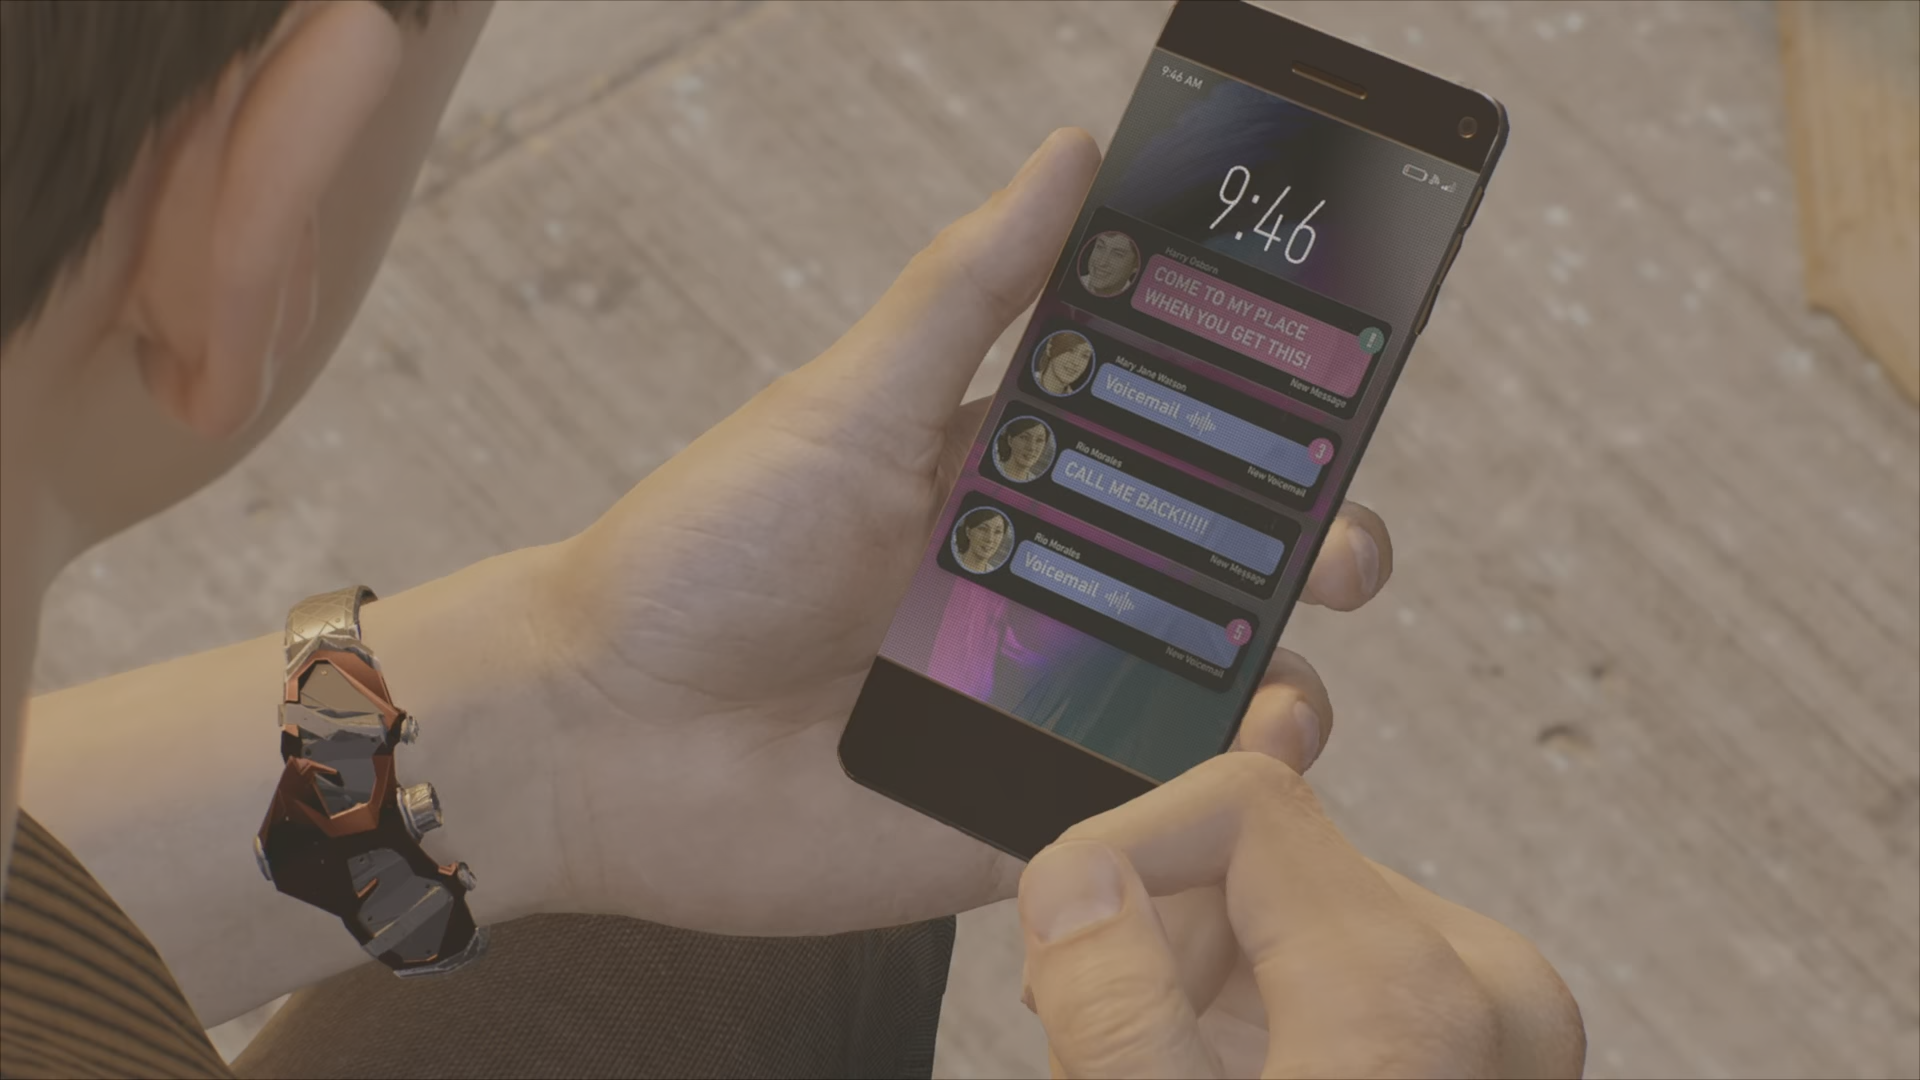 9:46 AM
9:46
Harry Osborn
COME TO MY PLACE
WHEN YOU GET THIS!
!
New Message
Mary Jane Watson
Voicemail
3
New Voicemail
Rio Morales
CALL ME BACK!!!!!
New Message
Rio Morales
Voicemail
5
New Voicemail